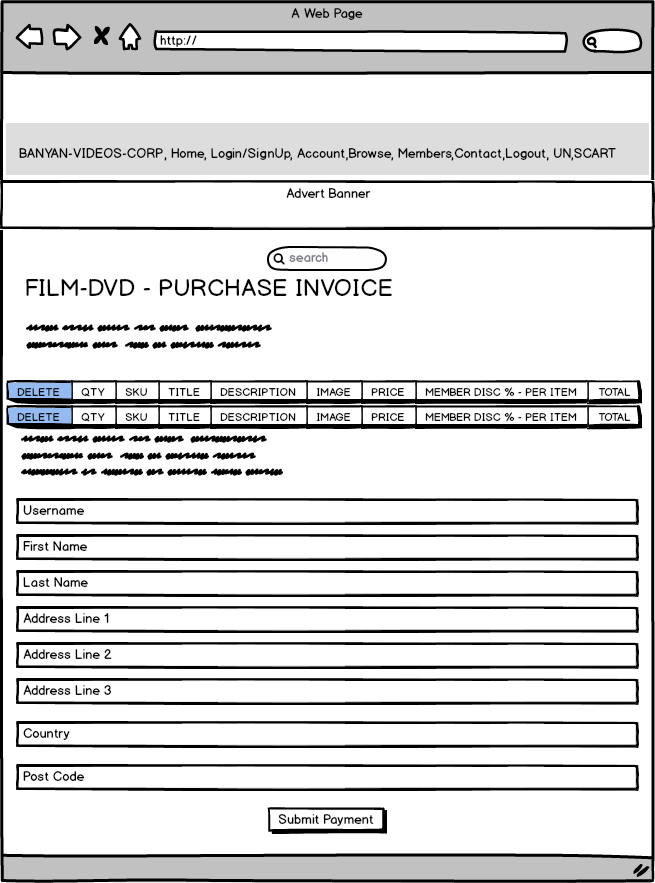 A Web Page
http://
BANYAN-VIDEOS-CORP, Home, Login/SignUp, Account,Browse, Members,Contact,Logout, UN,SCART
Advert Banner
search
FILM-DVD - PURCHASE INVOICE
DELETE QTY SKU TITLE DESCRIPTION IMAGE PRICE MEMBER DISC % - PER ITEM TOTAL
DELETE QTY SKU TITLE DESCRIPTION IMAGE PRICE MEMBER DISC % - PER ITEM TOTAL
Username
First Name
Last Name
Address Line 1
Address Line 2
Address Line 3
Country
Post Code
Submit Payment